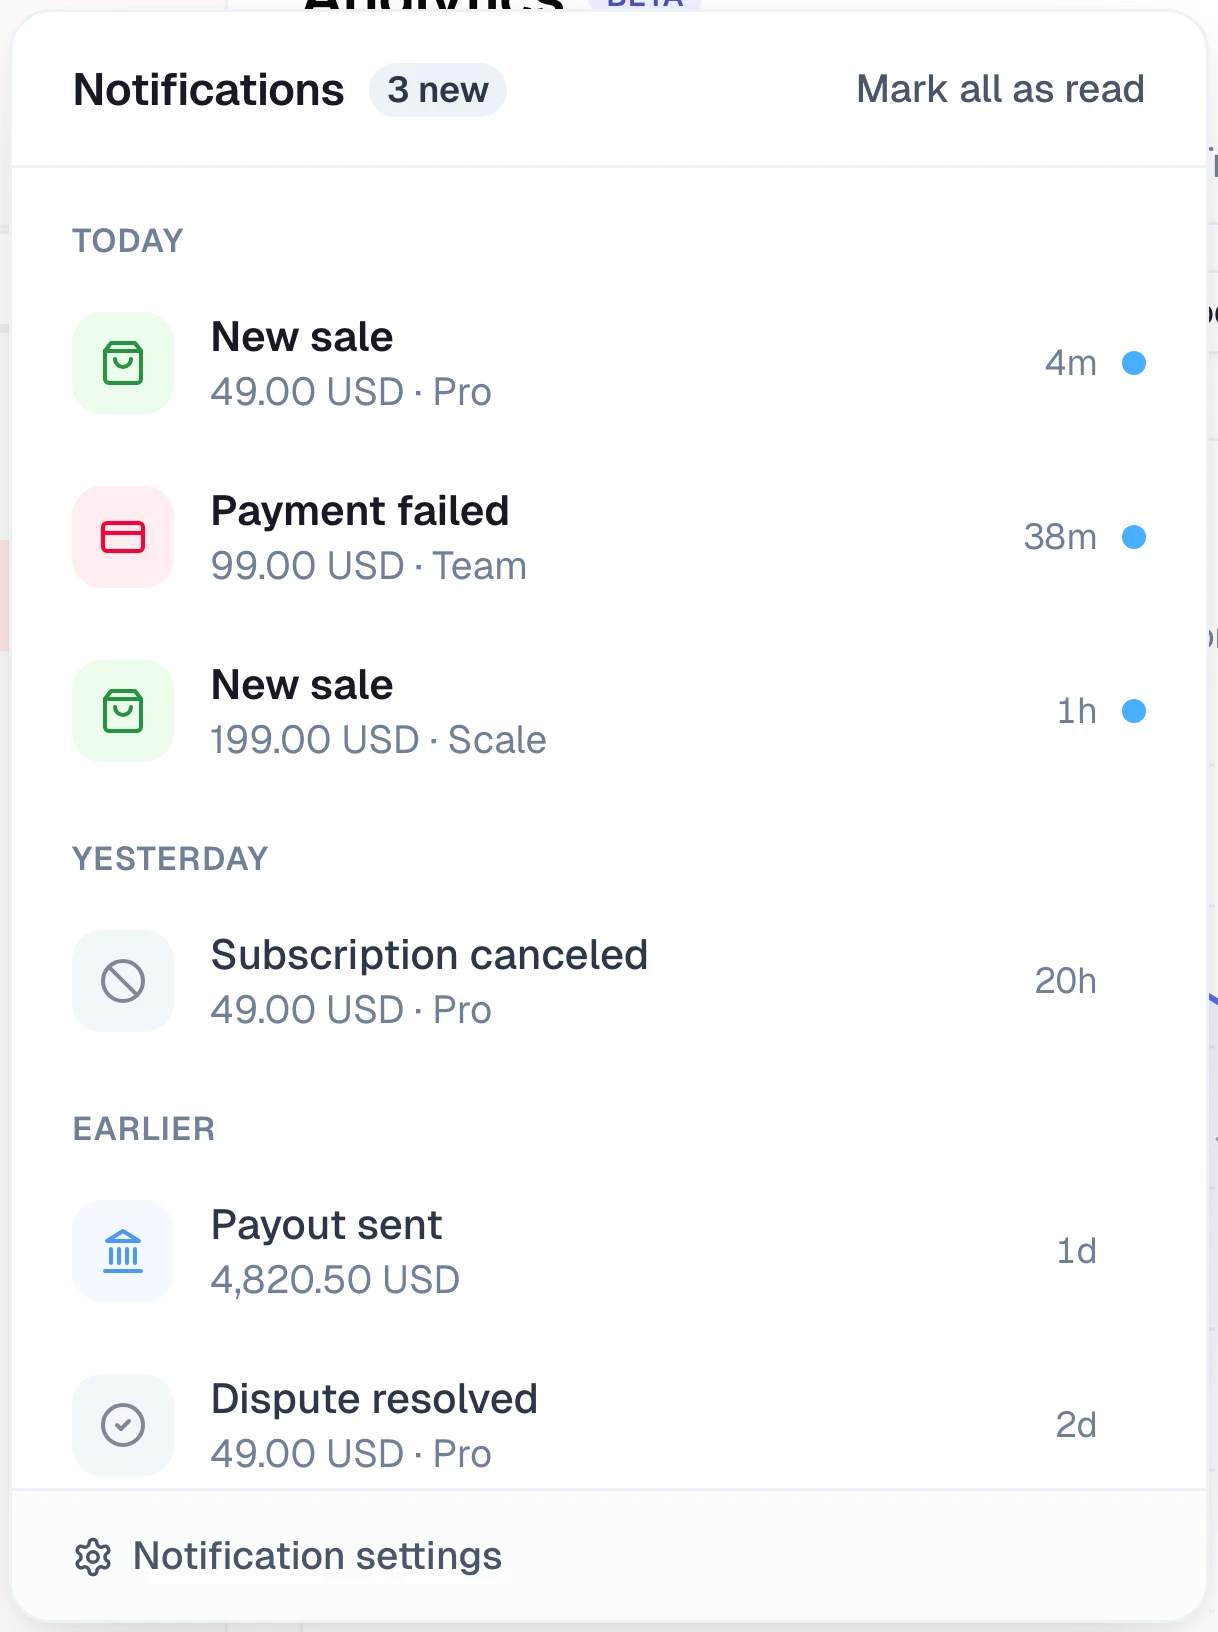 Analytics BETA
Notifications 3 new Mark all as read
TODAY
New sale
49.00 USD · Pro
4m
Payment failed
99.00 USD · Team
38m
New sale
199.00 USD · Scale
1h
YESTERDAY
Subscription canceled
49.00 USD · Pro
20h
EARLIER
Payout sent
4,820.50 USD
1d
Dispute resolved
49.00 USD · Pro
2d
Notification settings